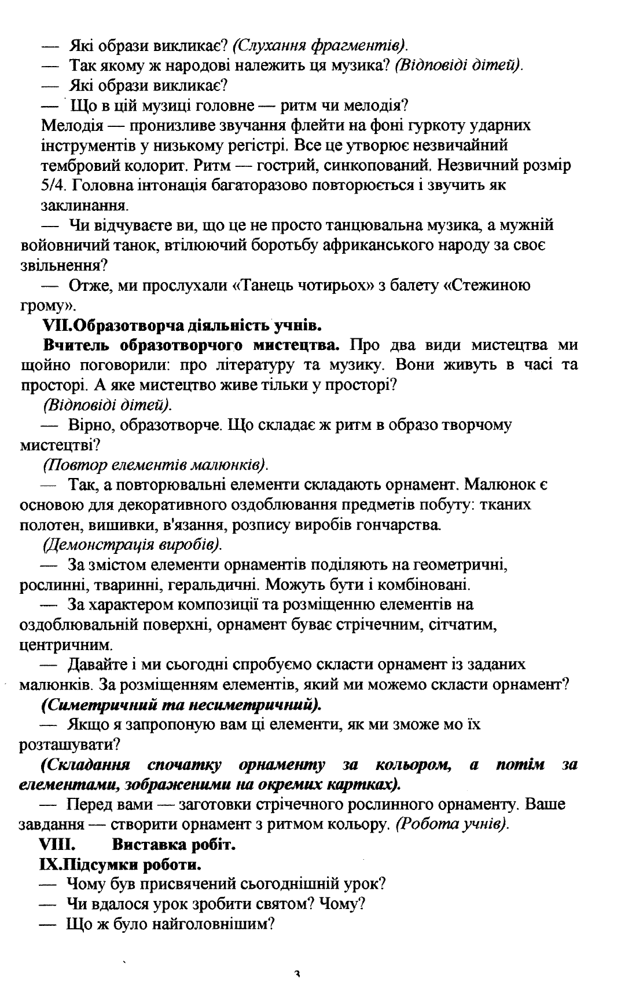 — Які образи викликає? (Слухання фрагментів).
— Так якому ж народові належить ця музика? (Відповіді дітей).
— Які образи викликає?
— Що в цій музиці головне — ритм чи мелодія?
Мелодія — пронизливе звучання флейти на фоні гуркоту ударних
інструментів у низькому регістрі. Все це утворює незвичайний
тембровий колорит. Ритм — гострий, синкопований. Незвичний розмір
5/4. Головна інтонація багаторазово повторюється і звучить як
заклинання.
— Чи відчуваєте ви, що це не просто танцювальна музика, а мужній
войовничий танок, втілюючий боротьбу африканського народу за своє
звільнення?
— Отже, ми прослухали «Танець чотирьох» з балету «Стежиною
грому».
VII.Образотворча діяльність учнів.
Вчитель образотворчого мистецтва. Про два види мистецтва ми
щойно поговорили: про літературу та музику. Вони живуть в часі та
просторі. А яке мистецтво живе тільки у просторі?
(Відповіді дітей).
— Вірно, образотворче. Що складає ж ритм в образо творчому
мистецтві?
(Повтор елементів малюнків).
— Так, а повторювальні елементи складають орнамент. Малюнок є
основою для декоративного оздоблювання предметів побуту: тканих
полотен, вишивки, в'язання, розпису виробів гончарства.
(Демонстрація виробів).
— За змістом елементи орнаментів поділяють на геометричні,
рослинні, тваринні, геральдичні. Можуть бути і комбіновані.
— За характером композиції та розміщенню елементів на
оздоблювальній поверхні, орнамент буває стрічечним, сітчатим,
центричним.
— Давайте і ми сьогодні спробуємо скласти орнамент із заданих
малюнків. За розміщенням елементів, який ми можемо скласти орнамент?
(Симетричний та несиметричний).
— Якщо я запропоную вам ці елементи, як ми зможе мо їх
розташувати?
(Складання спочатку орнаменту за кольором, а потім за
елементами, зображеними на окремих картках).
— Перед вами — заготовки стрічечного рослинного орнаменту. Ваше
завдання — створити орнамент з ритмом кольору. (Робота учнів).
VIII. Виставка робіт.
IX.Підсумки роботи.
— Чому був присвячений сьогоднішній урок?
— Чи вдалося урок зробити святом? Чому?
— Що ж було найголовнішим?
3